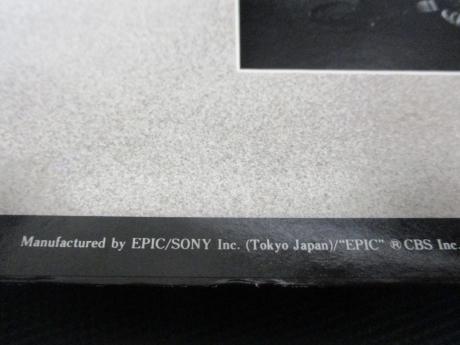 Manufactured by EPIC/SONY Inc. (Tokyo Japan)/“EPIC” ® CBS Inc.